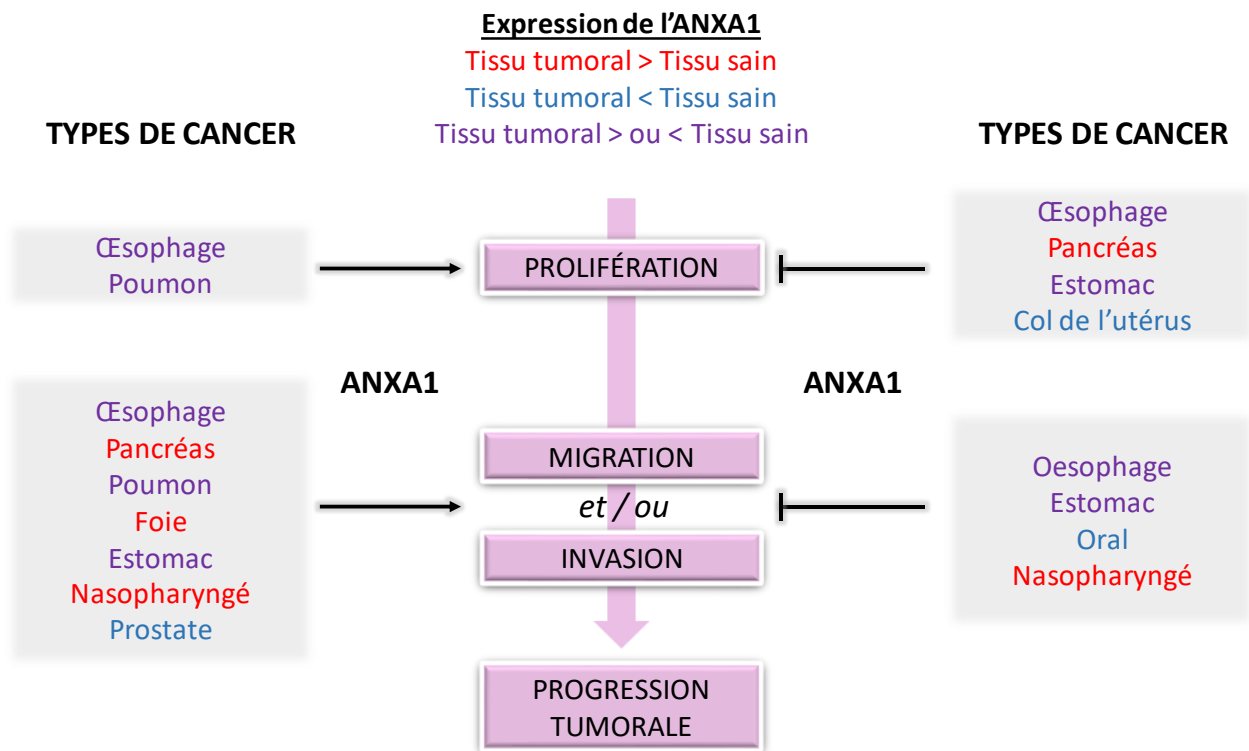 Expression de l'ANXA1
Tissu tumoral > Tissu sain
Tissu tumoral < Tissu sain
Tissu tumoral > ou < Tissu sain
TYPES DE CANCER
TYPES DE CANCER
Œsophage
Poumon
PROLIFÉRATION
Œsophage
Pancréas
Estomac
Col de l'utérus
ANXA1
ANXA1
Œsophage
Pancréas
Poumon
Foie
Estomac
Nasopharyngé
Prostate
MIGRATION
et / ou
INVASION
Oesophage
Estomac
Oral
Nasopharyngé
PROGRESSION
TUMORALE